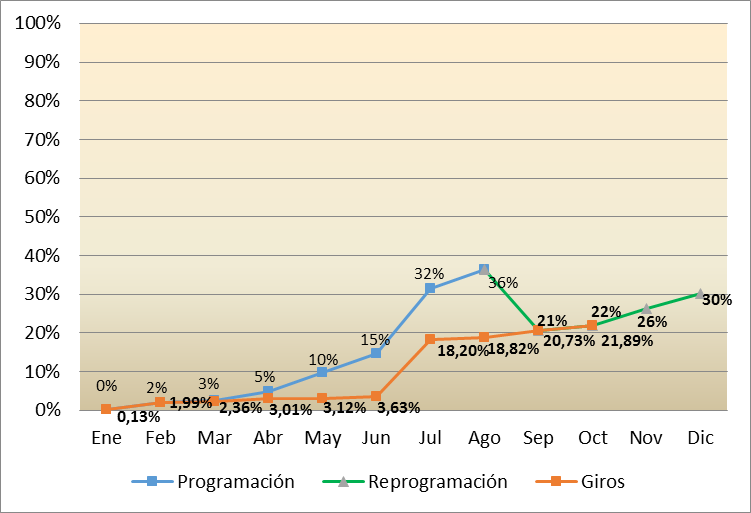 100%
90%
80%
70%
60%
50%
40%
30%
20%
10%
0%
0% 2% 3% 5% 10% 15% 32% 36% 21% 22% 26% 30%
0,13% 1,99% 2,36% 3,01% 3,12% 3,63% 18,20% 18,82% 20,73% 21,89%
Ene Feb Mar Abr May Jun Jul Ago Sep Oct Nov Dic
Programación Reprogramación Giros